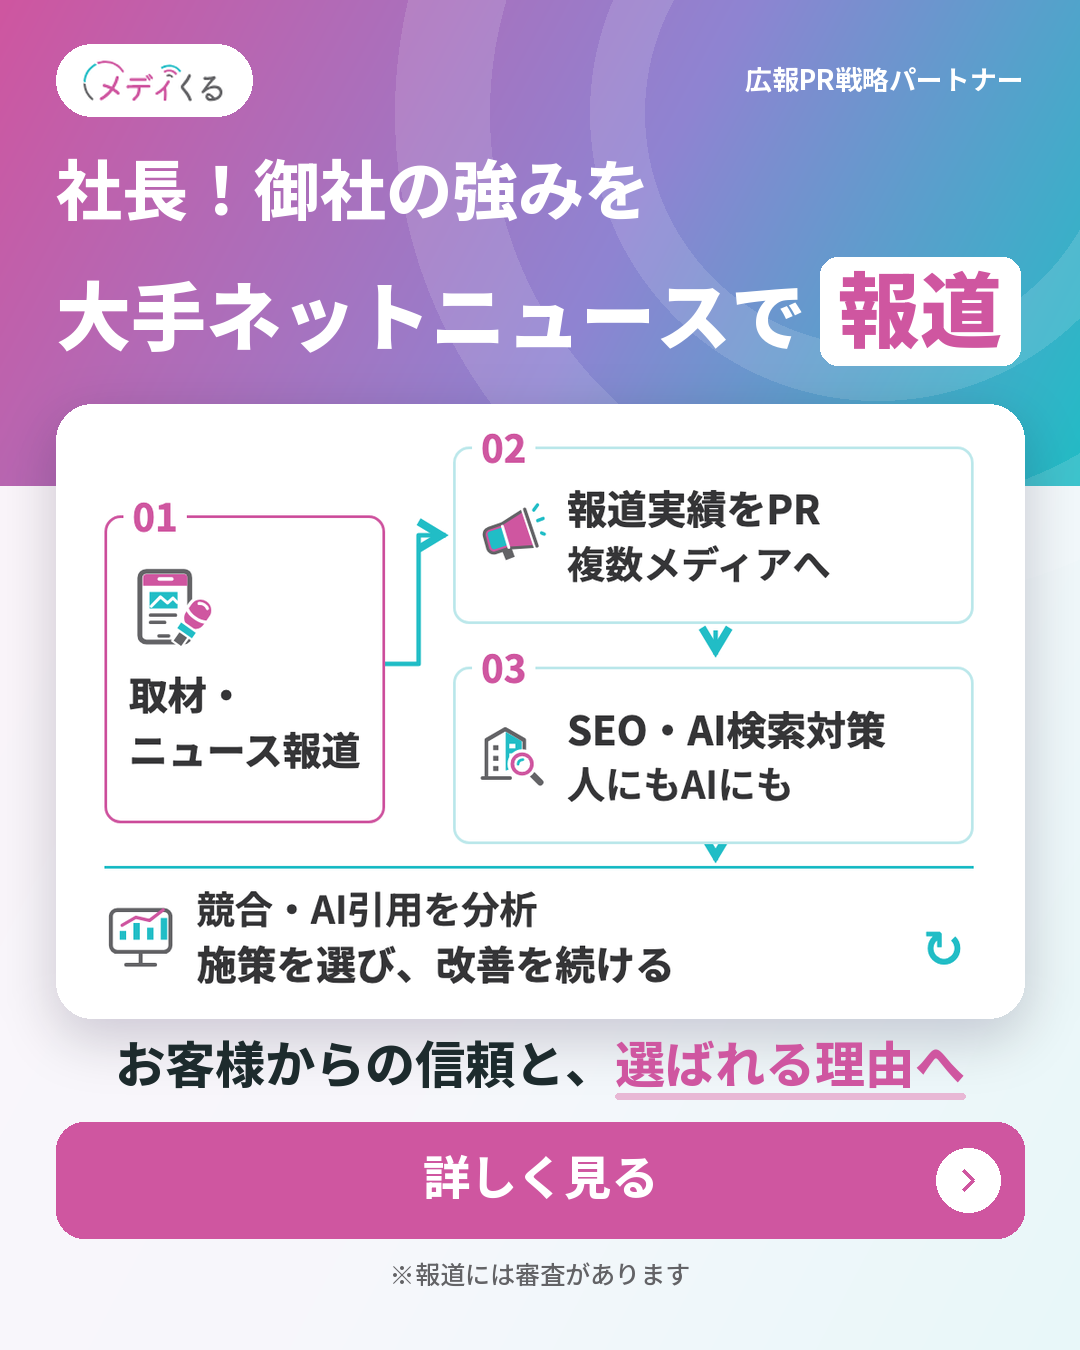 メディくる
広報PR戦略パートナー
社長！御社の強みを
大手ネットニュースで 報道
01
取材・
ニュース報道
02
報道実績をPR
複数メディアへ
03
SEO・AI検索対策
人にもAIにも
競合・AI引用を分析
施策を選び、改善を続ける
お客様からの信頼と、選ばれる理由へ
詳しく見る
※報道には審査があります